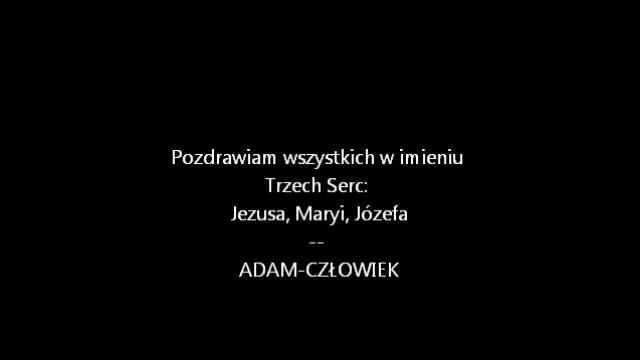 Pozdrawiam wszystkich w imieniu
Trzech Serc:
Jezusa, Maryi, Józefa
--
ADAM-CZŁOWIEK